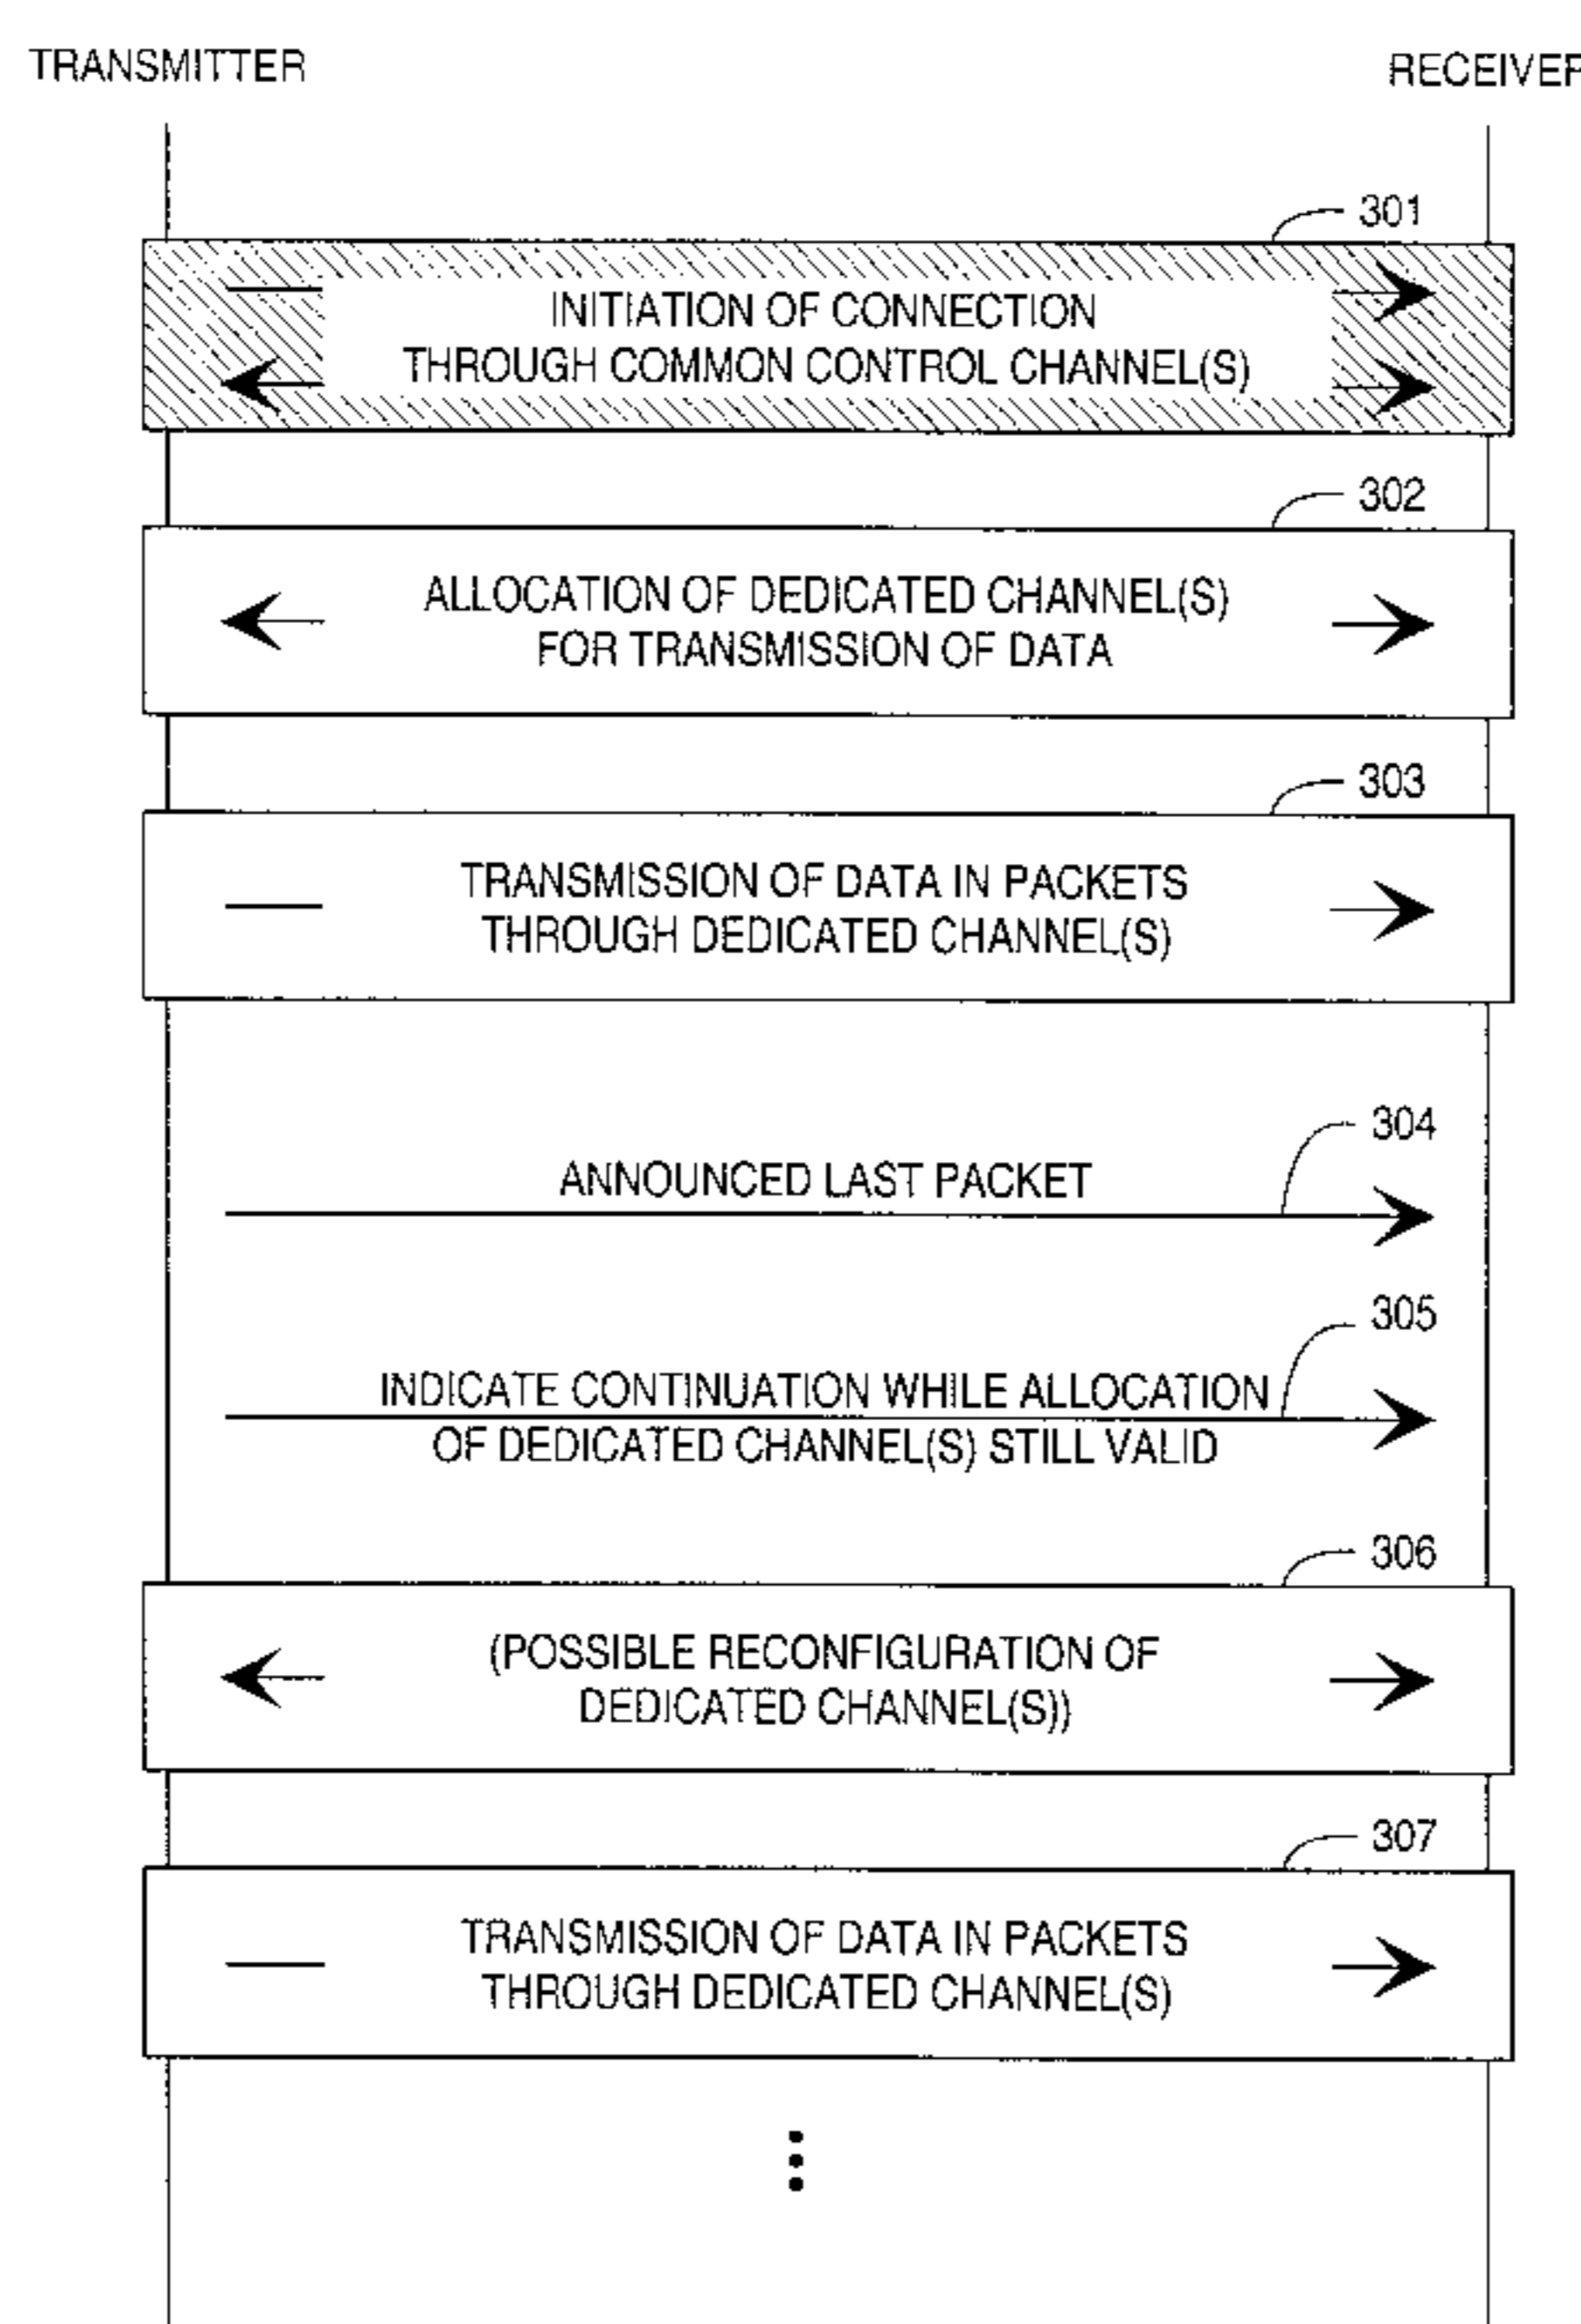 TRANSMITTER
RECEIVER
301
INITIATION OF CONNECTION
THROUGH COMMON CONTROL CHANNEL(S)
302
ALLOCATION OF DEDICATED CHANNEL(S)
FOR TRANSMISSION OF DATA
303
TRANSMISSION OF DATA IN PACKETS
THROUGH DEDICATED CHANNEL(S)
304
ANNOUNCED LAST PACKET
305
INDICATE CONTINUATION WHILE ALLOCATION
OF DEDICATED CHANNEL(S) STILL VALID
306
(POSSIBLE RECONFIGURATION OF
DEDICATED CHANNEL(S))
307
TRANSMISSION OF DATA IN PACKETS
THROUGH DEDICATED CHANNEL(S)